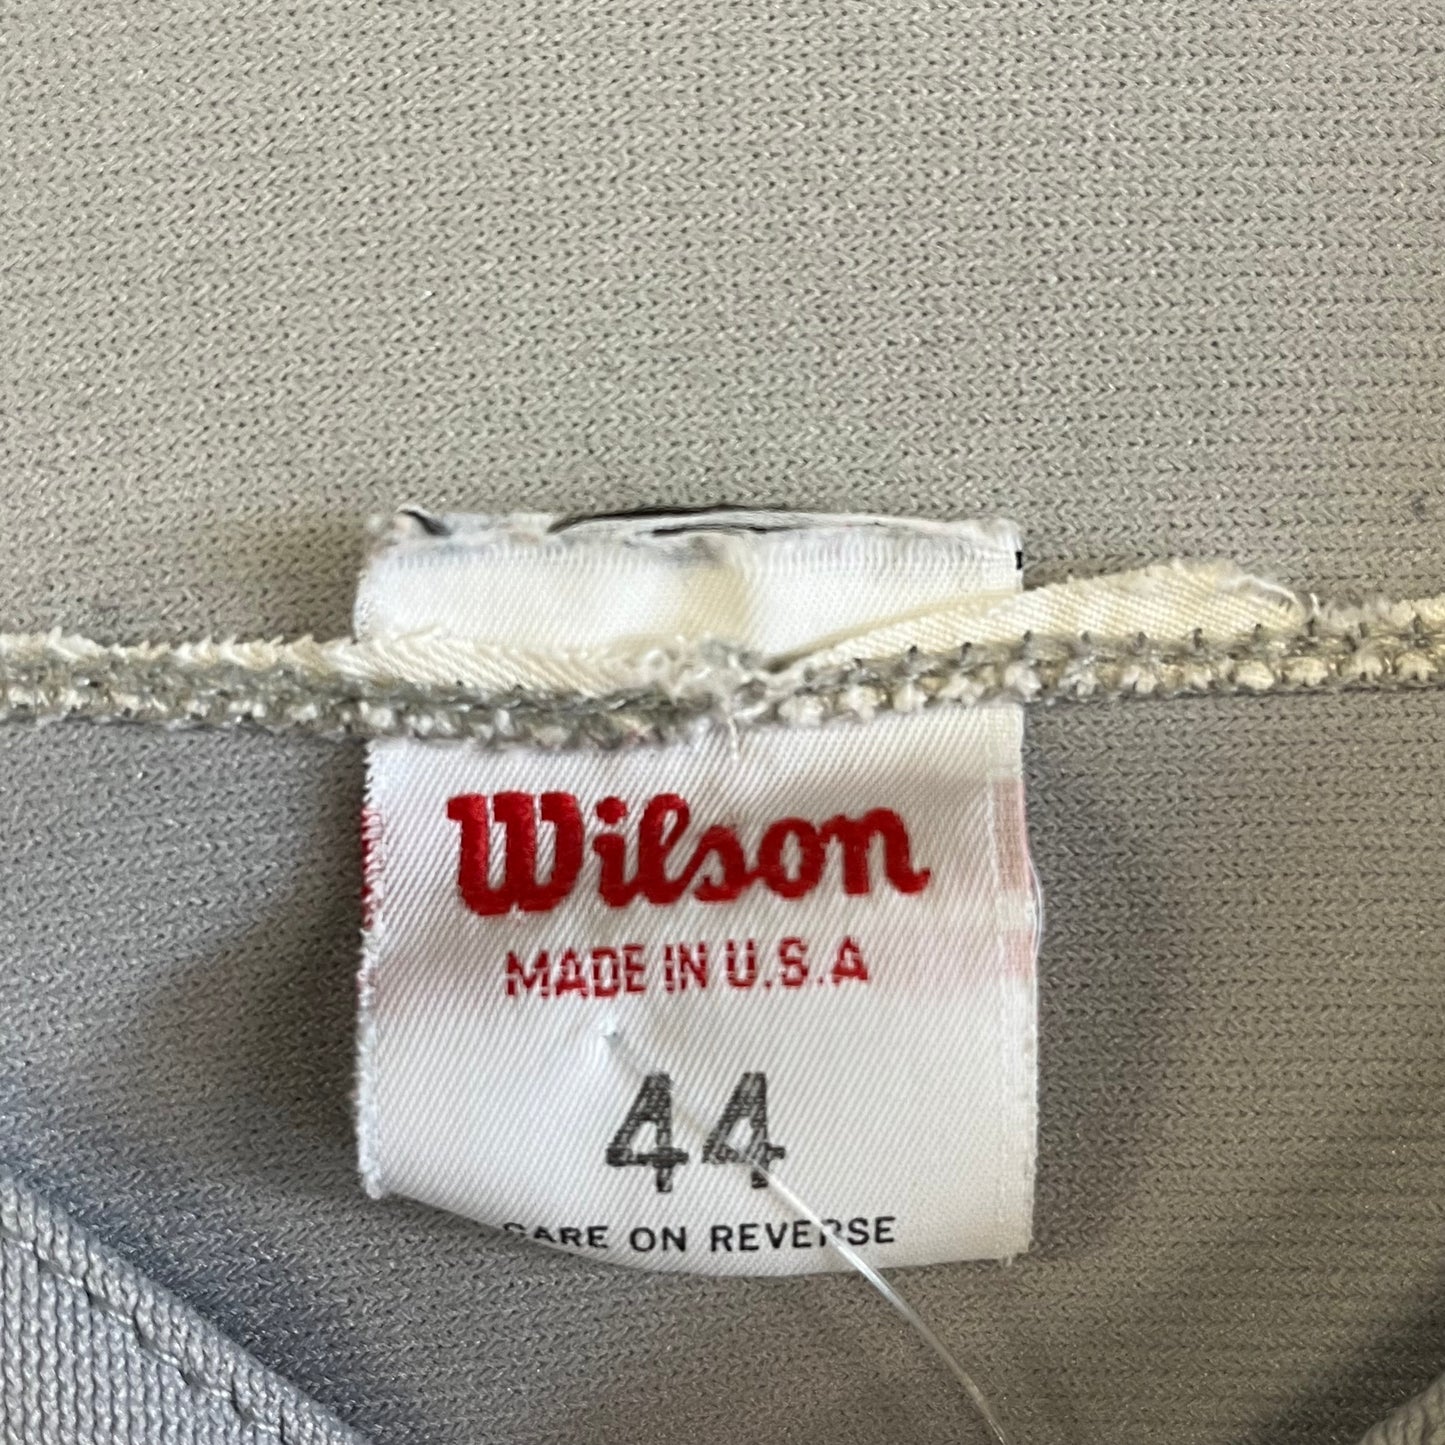 Wilson
MADE IN U.S.A
44
CARE ON REVERSE